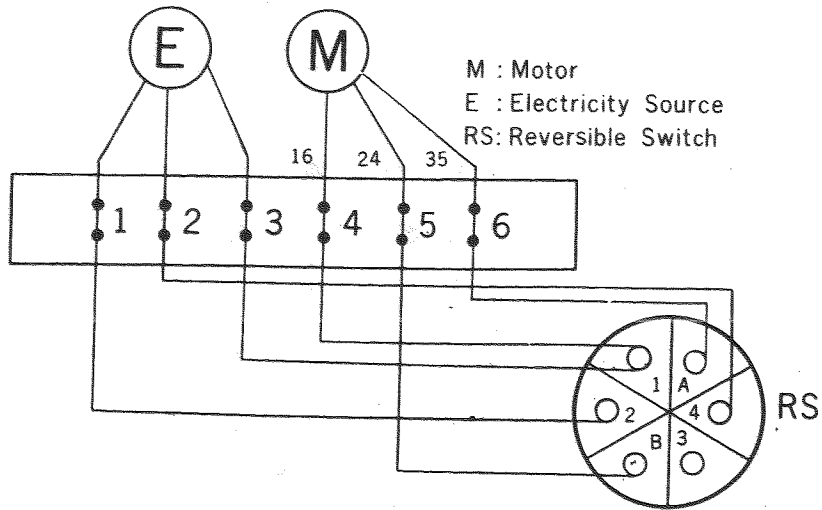 E M
M : Motor
E : Electricity Source
RS: Reversible Switch
16 24 35
1 2 3 4 5 6
1 A
2 4
B 3
RS